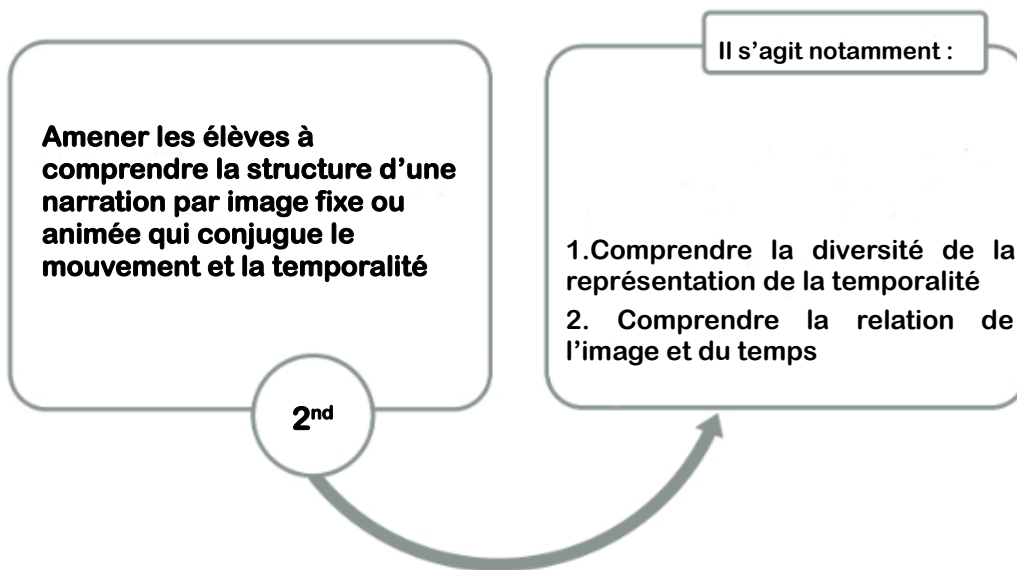 Amener les élèves à
comprendre la structure d’une
narration par image fixe ou
animée qui conjugue le
mouvement et la temporalité
2nd
Il s’agit notamment :
1.Comprendre la diversité de la
représentation de la temporalité
2. Comprendre la relation de
l’image et du temps